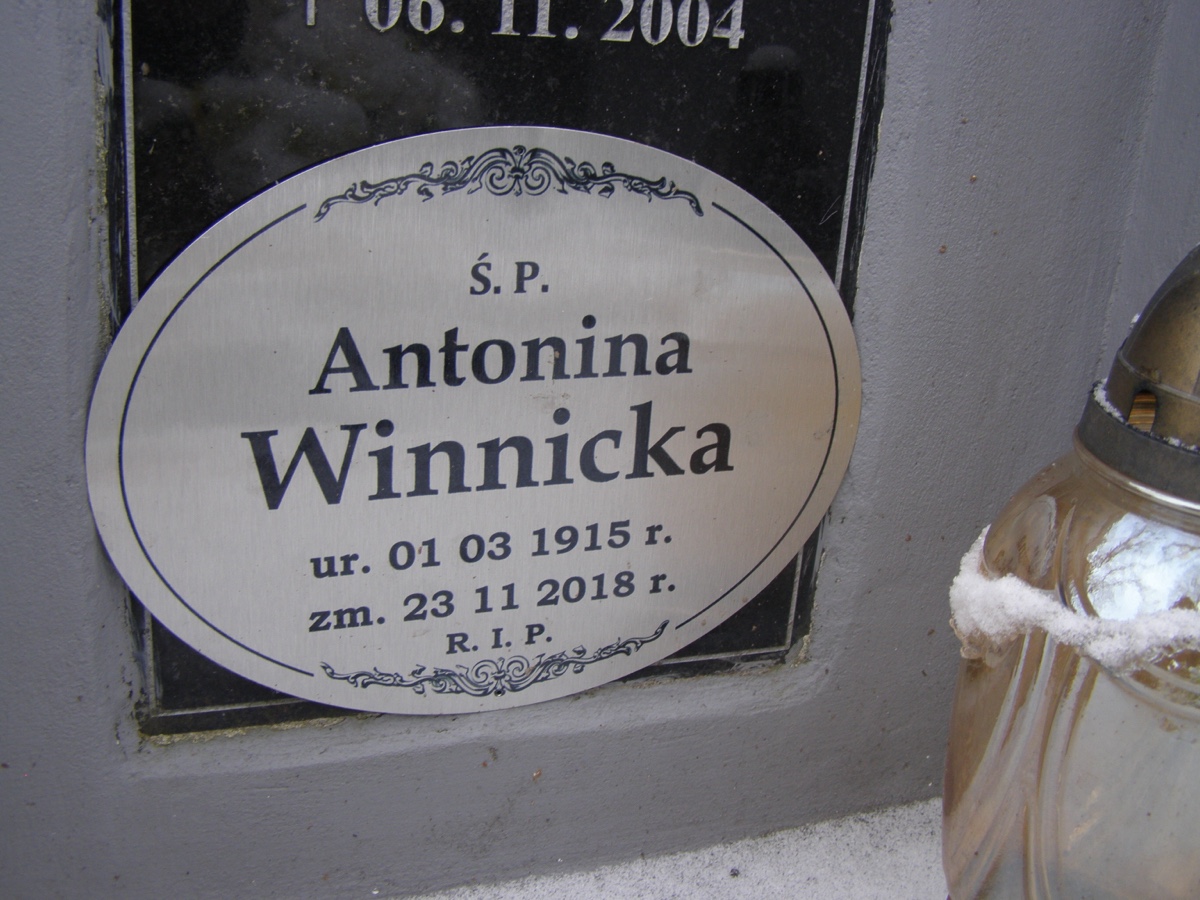 † 06. 11. 2004
Ś. P.
Antonina
Winnicka
ur. 01 03 1915 r.
zm. 23 11 2018 r.
R. I. P.